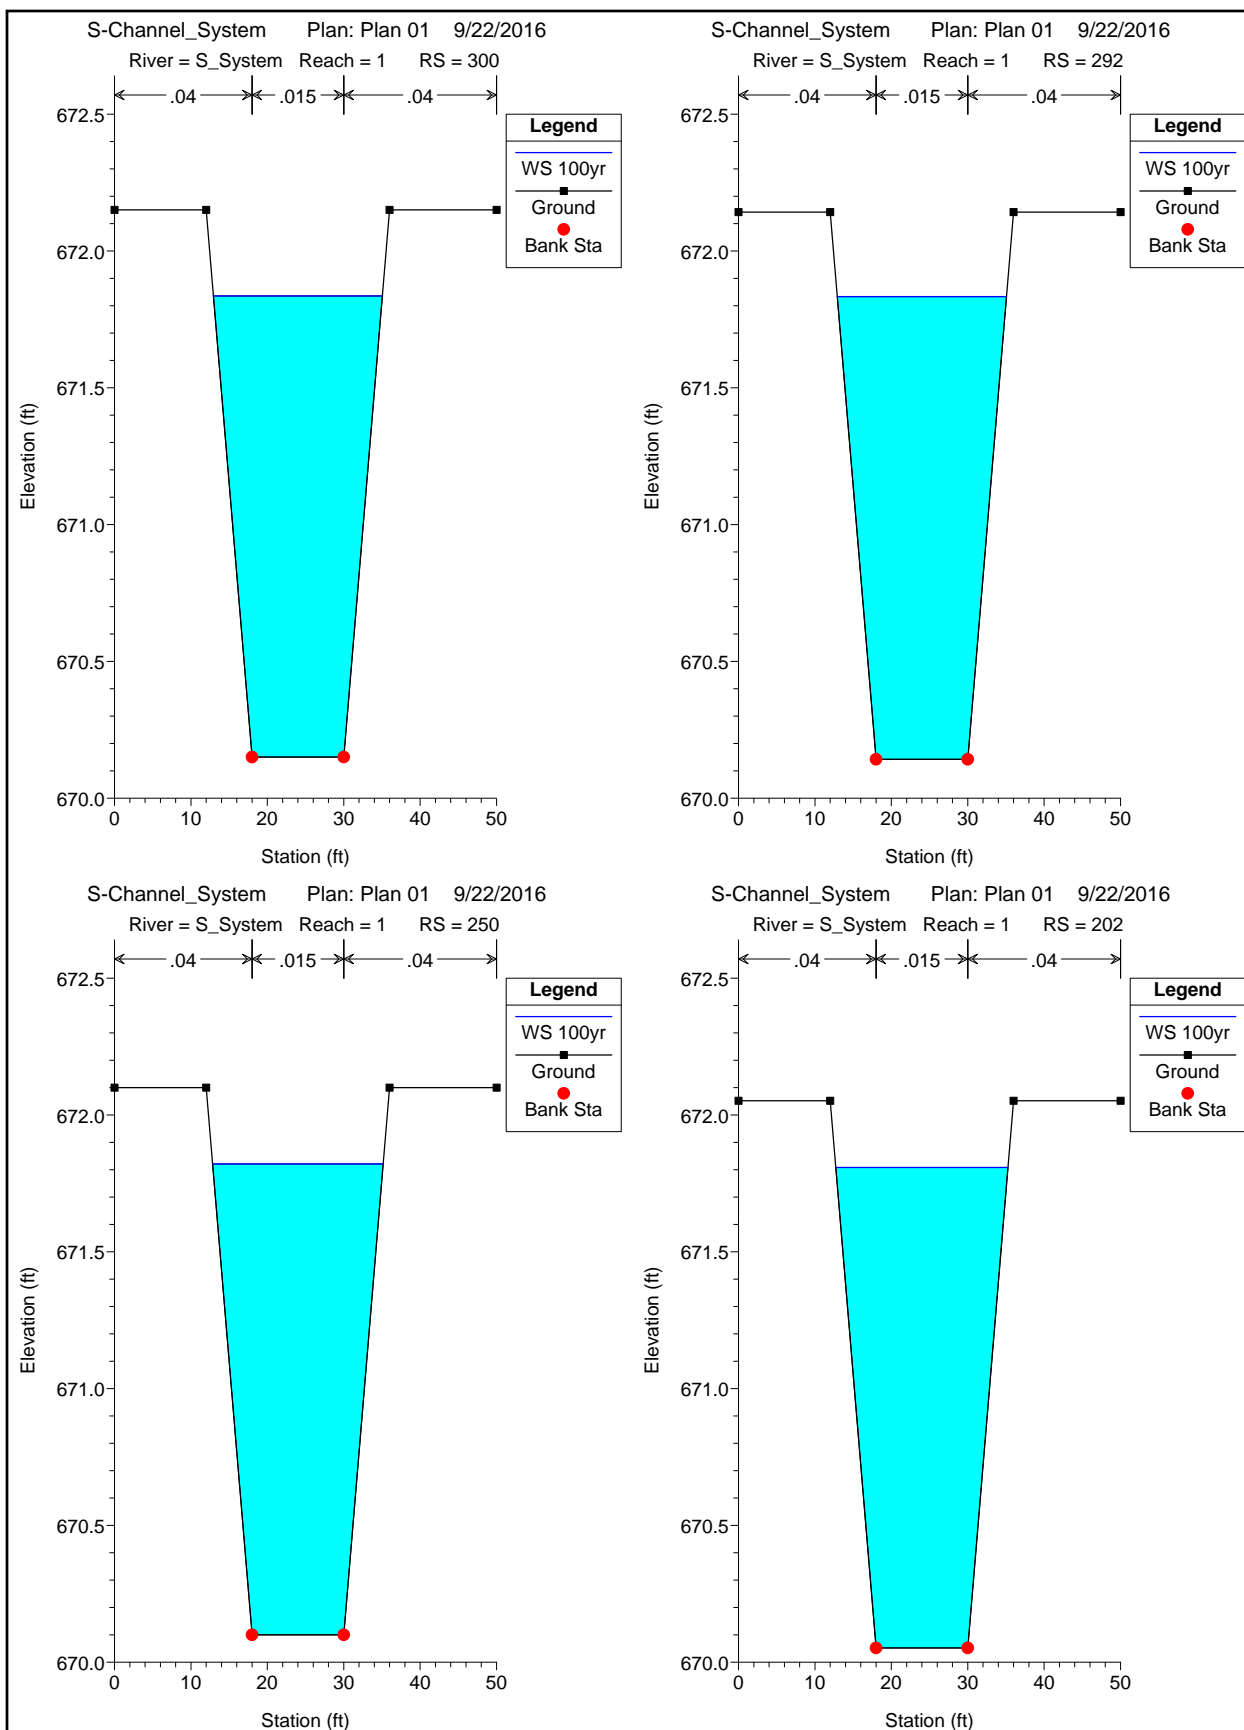 S-Channel_System Plan: Plan 01 9/22/2016
River = S_System Reach = 1 RS = 300
.04 .015 .04
672.5
672.0
671.5
671.0
670.5
670.0
Elevation (ft)
0 10 20 30 40 50
Station (ft)
Legend
WS 100yr
Ground
Bank Sta
S-Channel_System Plan: Plan 01 9/22/2016
River = S_System Reach = 1 RS = 292
.04 .015 .04
672.5
672.0
671.5
671.0
670.5
670.0
Elevation (ft)
0 10 20 30 40 50
Station (ft)
Legend
WS 100yr
Ground
Bank Sta
S-Channel_System Plan: Plan 01 9/22/2016
River = S_System Reach = 1 RS = 250
.04 .015 .04
672.5
672.0
671.5
671.0
670.5
670.0
Elevation (ft)
0 10 20 30 40 50
Station (ft)
Legend
WS 100yr
Ground
Bank Sta
S-Channel_System Plan: Plan 01 9/22/2016
River = S_System Reach = 1 RS = 202
.04 .015 .04
672.5
672.0
671.5
671.0
670.5
670.0
Elevation (ft)
0 10 20 30 40 50
Station (ft)
Legend
WS 100yr
Ground
Bank Sta